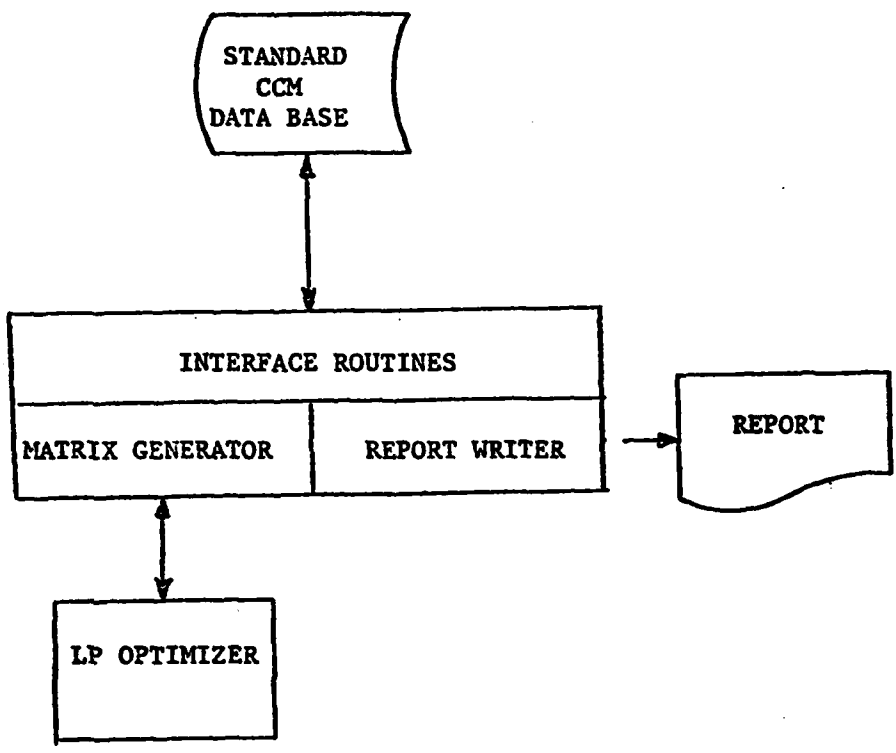 STANDARD
CCM
DATA BASE
INTERFACE ROUTINES
MATRIX GENERATOR
REPORT WRITER
REPORT
LP OPTIMIZER